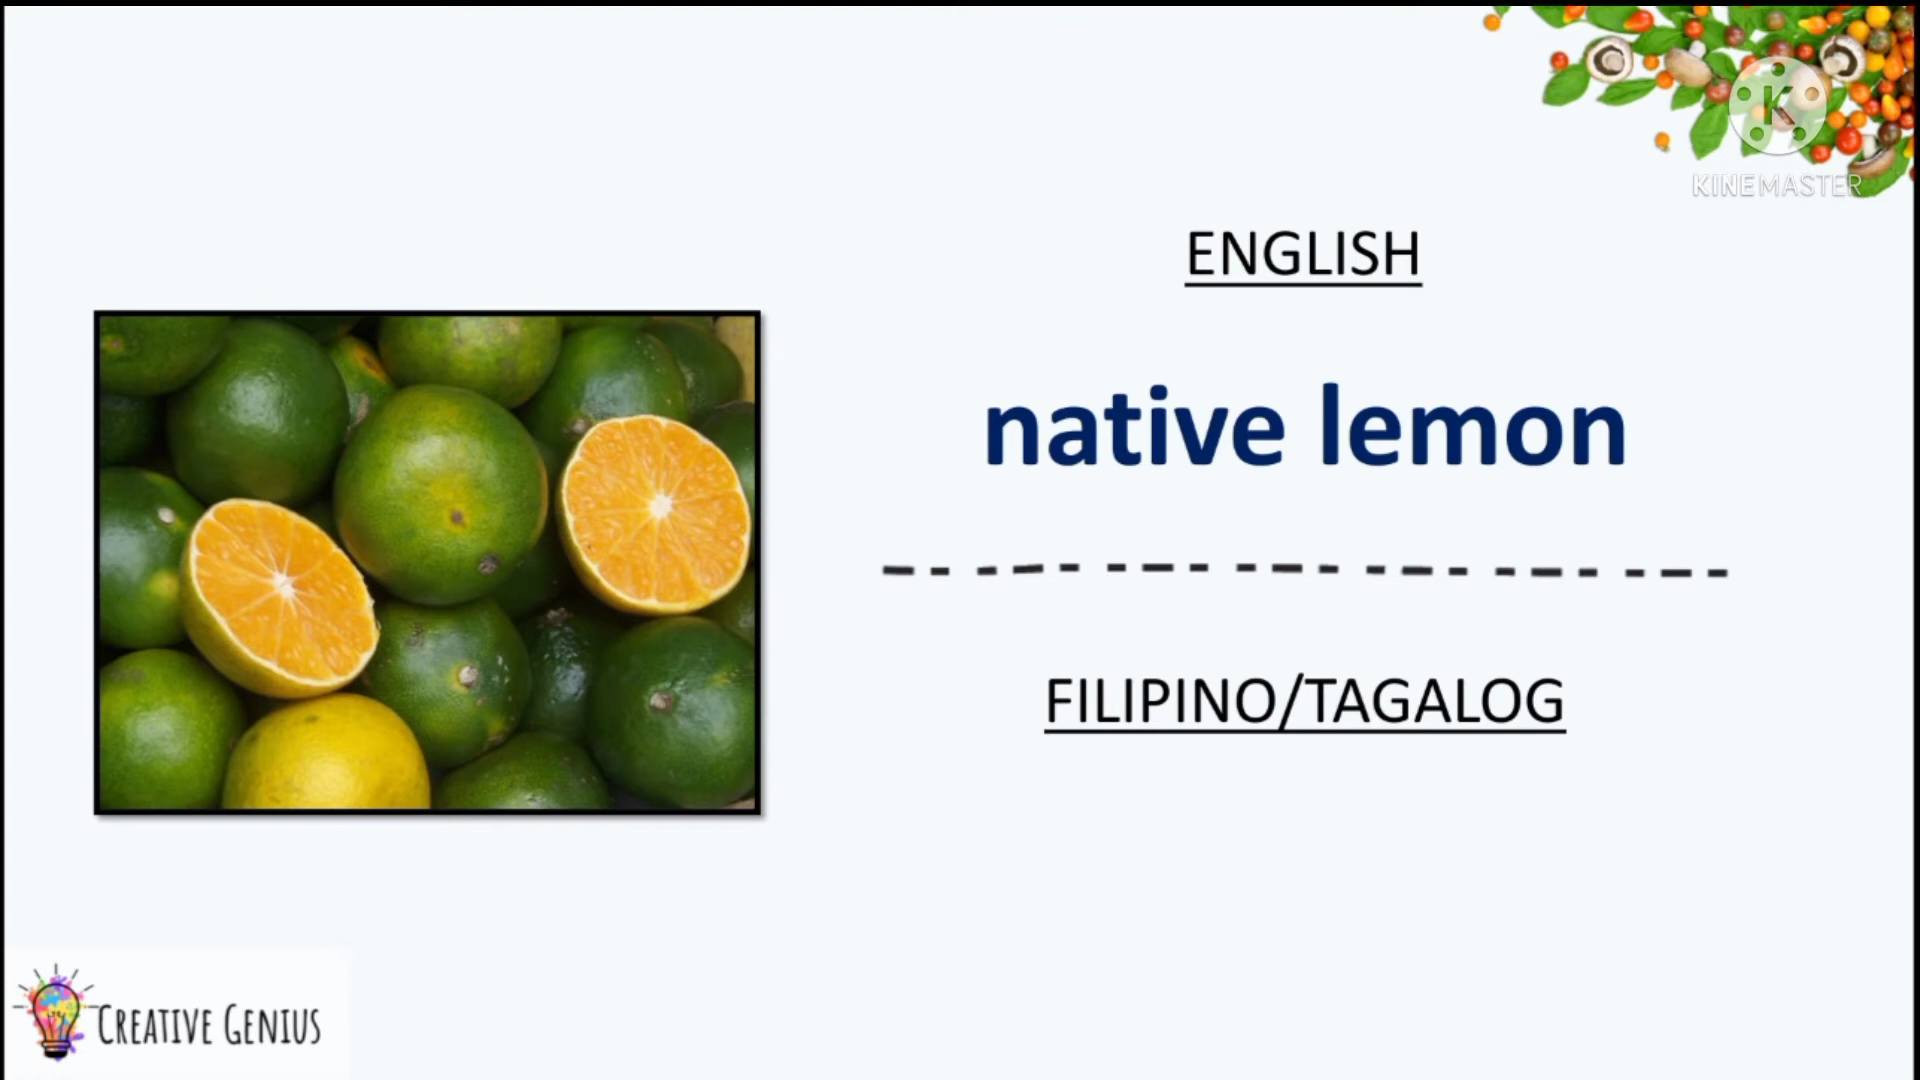 KINEMASTER
ENGLISH
native lemon
FILIPINO/TAGALOG
CREATIVE GENIUS